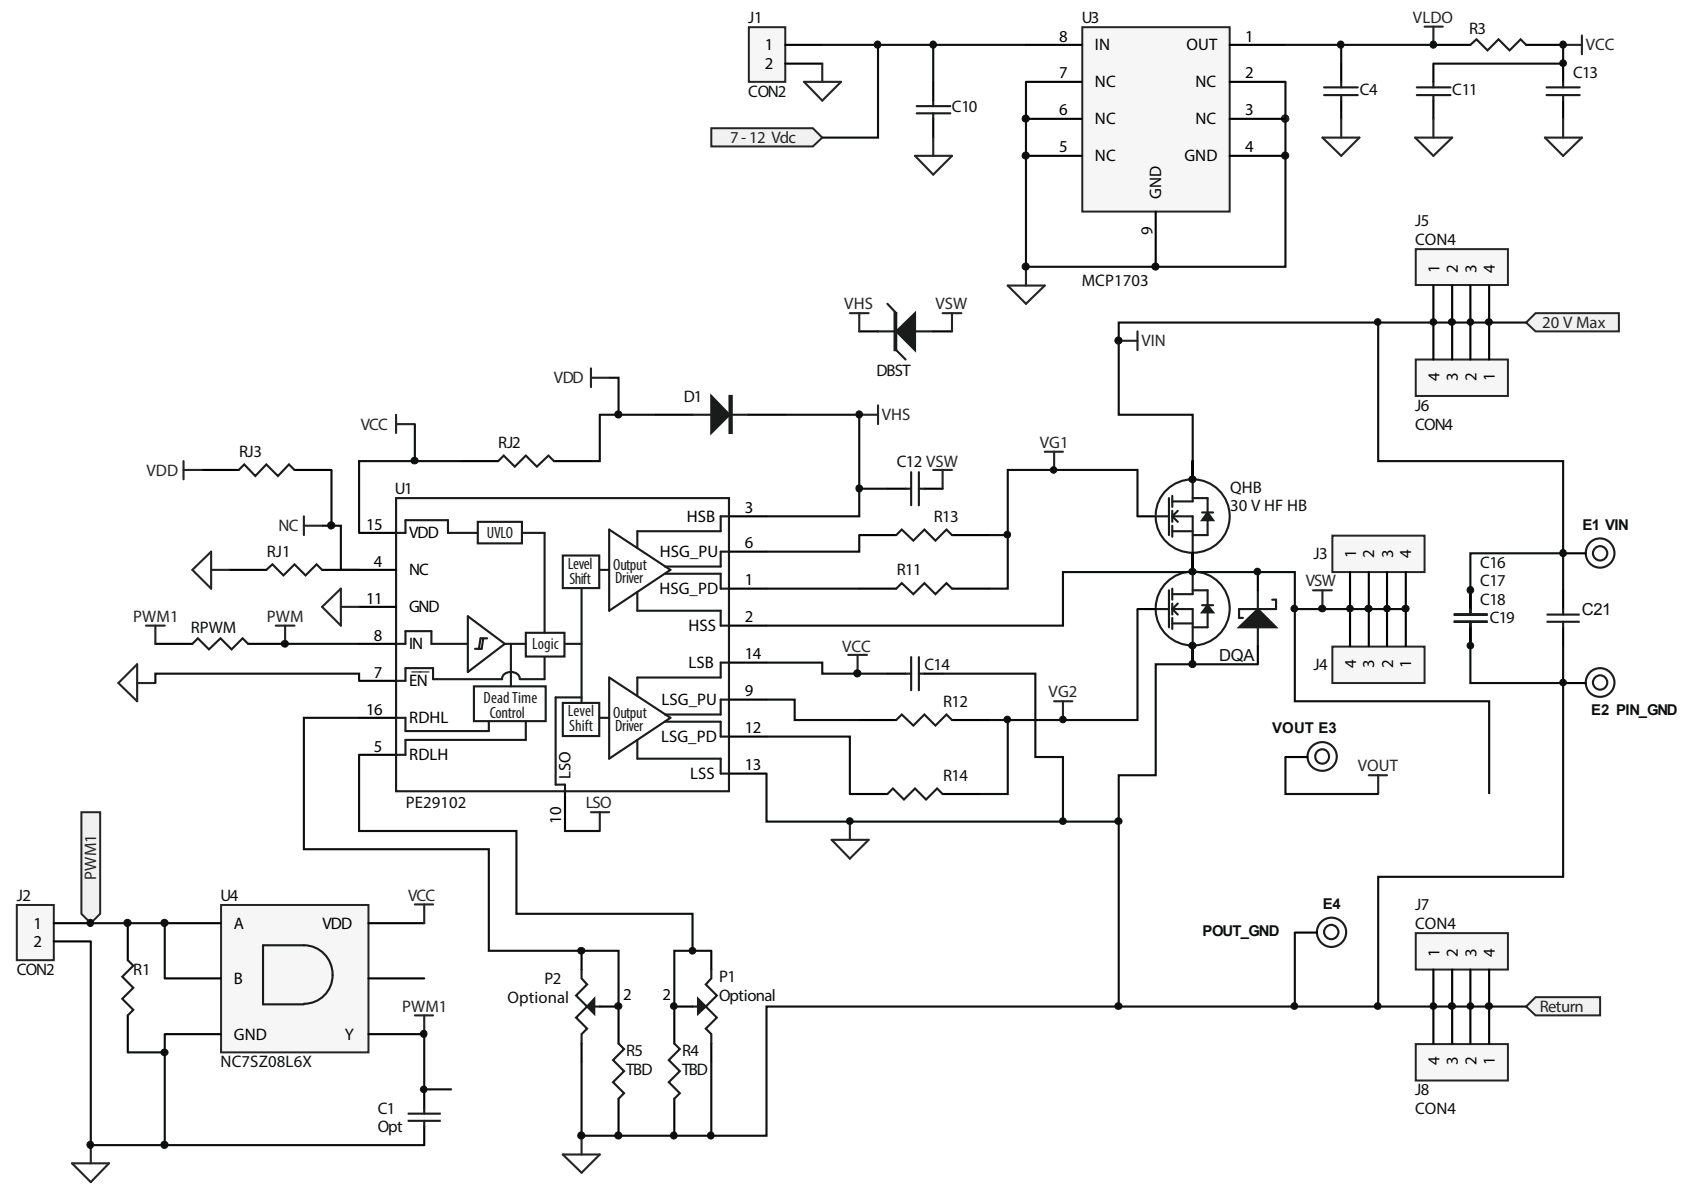 J1
1
2
CON2
7 - 12 Vdc
C10
U3
8
IN
OUT
1
7
NC
NC
2
6
NC
NC
3
5
NC
GND
4
GND
9
MCP1703
VLDO
R3
VCC
C4
C11
C13
J5
CON4
1 2 3 4
20 V Max
4 3 2 1
J6
CON4
VHS
VSW
DBST
VIN
VDD
D1
VHS
VCC
RJ2
VDD
RJ3
NC
RJ1
C12
VSW
VG1
U1
15
VDD
UVLO
4
NC
11
GND
PWM1
RPWM
PWM
8
IN
7
EN
16
RDHL
5
RDLH
Logic
Dead Time
Control
Level
Shift
Output
Driver
Level
Shift
Output
Driver
HSB
3
HSG_PU
6
HSG_PD
1
HSS
2
LSB
14
LSG_PU
9
LSG_PD
12
LSS
13
LSO
10
LSO
PE29102
R13
R11
VCC
C14
R12
VG2
R14
QHB
30 V HF HB
DQA
J3
1 2 3 4
VSW
J4
4 3 2 1
C16
C17
C18
C19
C21
E1 VIN
E2 PIN_GND
VOUT E3
VOUT
PWM1
J2
1
2
CON2
R1
U4
A
VDD
B
GND
Y
NC7SZ08L6X
VCC
PWM1
C1
Opt
P2
Optional
2
R5
TBD
2
P1
Optional
R4
TBD
E4
POUT_GND
J7
CON4
1 2 3 4
Return
4 3 2 1
J8
CON4